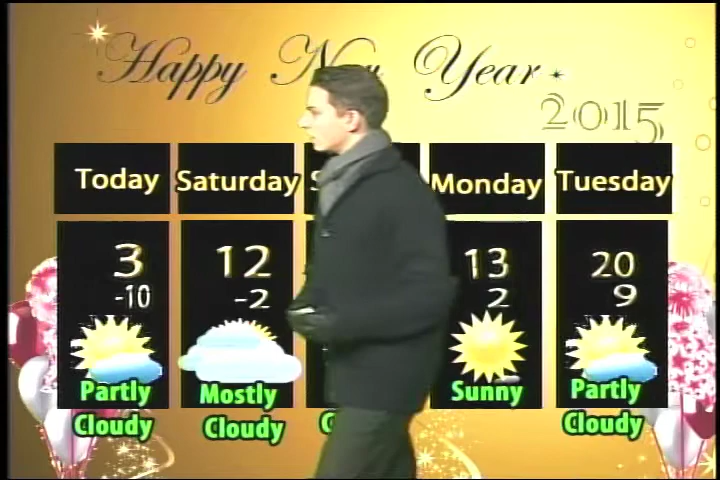 Happy New Year
2015
Today Saturday Monday Tuesday
3 12 13 20
-10 -2 2 9
Partly Cloudy
Mostly Cloudy
Sunny
Partly Cloudy